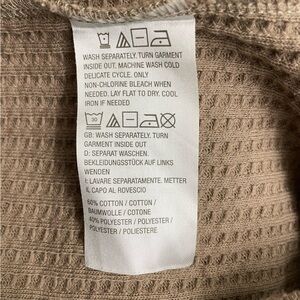 WASH SEPARATELY. TURN GARMENT
INSIDE OUT. MACHINE WASH COLD
DELICATE CYCLE. ONLY
NON-CHLORINE BLEACH WHEN
NEEDED. LAY FLAT TO DRY. COOL
IRON IF NEEDED
30
GB: WASH SEPARATELY. TURN
GARMENT INSIDE OUT
D: SEPARAT WASCHEN.
BEKLEIDUNGSSTÜCK AUF LINKS
WENDEN
I: LAVARE SEPARATAMENTE. METTER
IL CAPO AL ROVESCIO
60% COTTON / COTTON /
BAUMWOLLE / COTONE
40% POLYESTER / POLYESTER /
POLYESTER / POLIESTERE